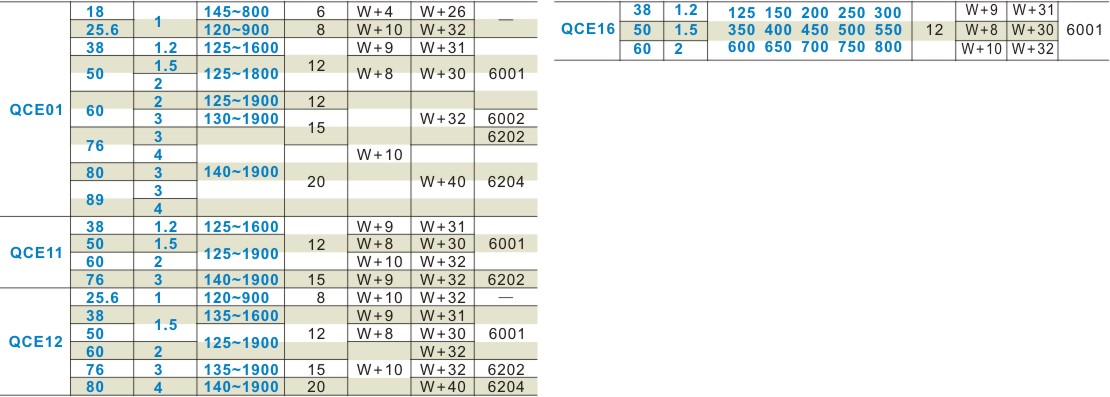 18 1 145~800 6 W+4 W+26 —
25.6 120~900 8 W+10 W+32
38 1.2 125~1600 W+9 W+31
50 1.5 125~1800 12 W+8 W+30 6001
2
QCE01 60 2 125~1900 12
3 130~1900 15 W+32 6002
76 3 6202
4 W+10
80 3 140~1900 20 W+40 6204
89 3
4
38 1.2 125~1600 W+9 W+31
50 1.5 12 W+8 W+30 6001
QCE11 60 2 125~1900 W+10 W+32
76 3 140~1900 15 W+9 W+32 6202
25.6 1 120~900 8 W+10 W+32 —
38 1.5 135~1600 W+9 W+31
50 12 W+8 W+30 6001
QCE12 60 2 125~1900 W+32
76 3 135~1900 15 W+10 W+32 6202
80 4 140~1900 20 W+40 6204
38 1.2 125 150 200 250 300 W+9 W+31
QCE16 50 1.5 350 400 450 500 550 12 W+8 W+30 6001
60 2 600 650 700 750 800 W+10 W+32